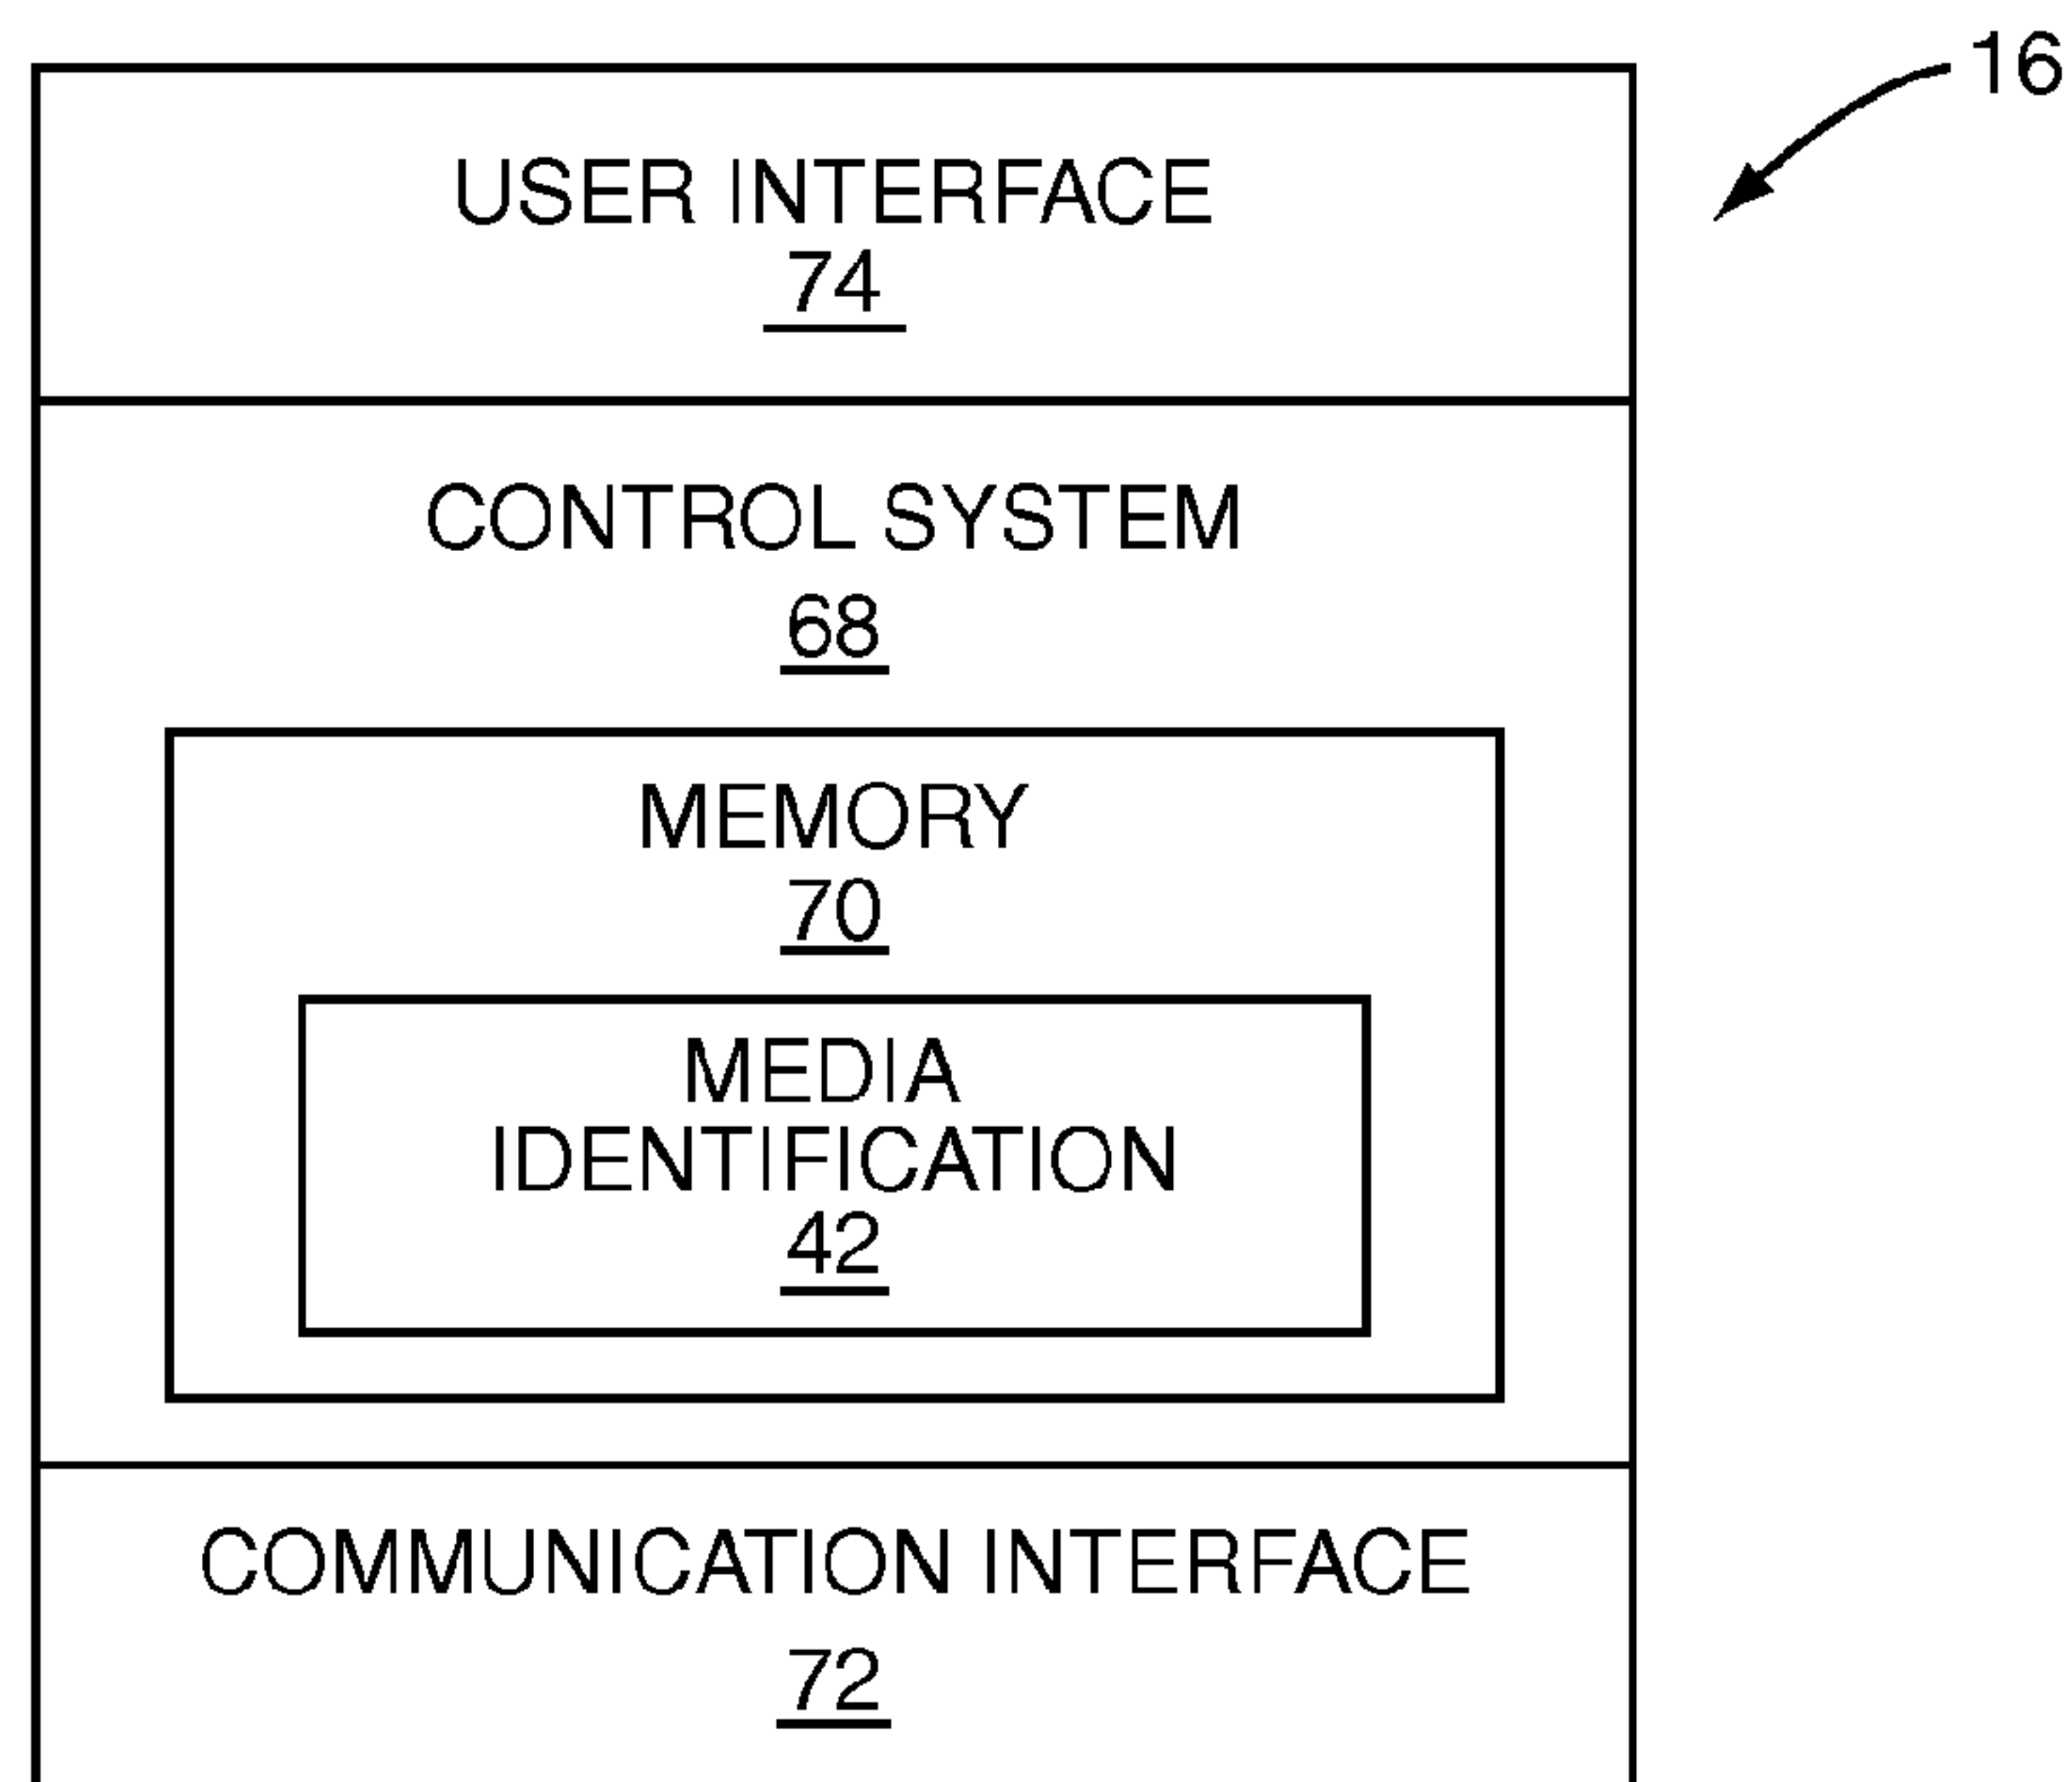 16
USER INTERFACE
74
CONTROL SYSTEM
68
MEMORY
70
MEDIA
IDENTIFICATION
42
COMMUNICATION INTERFACE
72